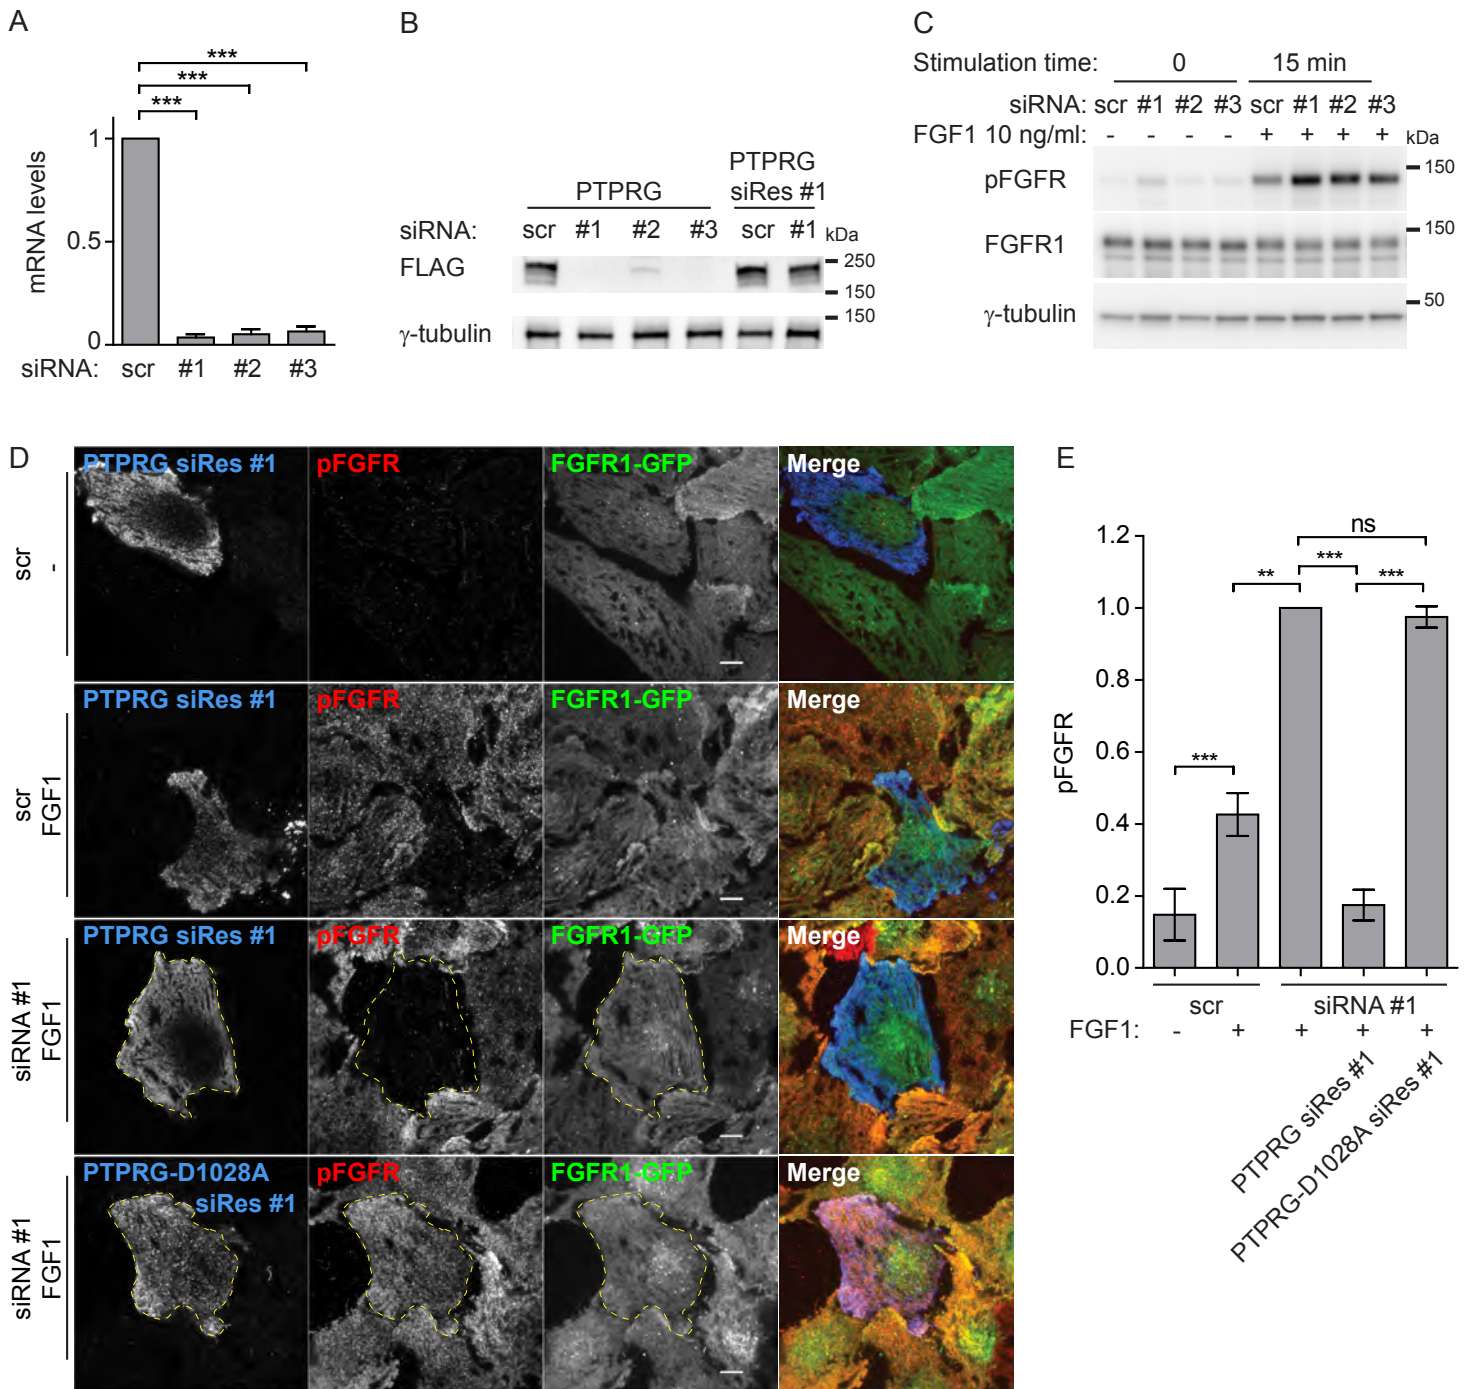 A
***
***
***
1
0.5
0
mRNA levels
siRNA: scr #1 #2 #3
B
PTPRG
PTPRG siRes #1
siRNA: scr #1 #2 #3 scr #1 kDa
FLAG
250
150
150
γ-tubulin
C
Stimulation time: 0 15 min
siRNA: scr #1 #2 #3 scr #1 #2 #3
FGF1 10 ng/ml: - - - - + + + + kDa
pFGFR
150
FGFR1
150
γ-tubulin
50
D
scr
-
PTPRG siRes #1 pFGFR FGFR1-GFP Merge
scr
FGF1
PTPRG siRes #1 pFGFR FGFR1-GFP Merge
siRNA #1
FGF1
PTPRG siRes #1 pFGFR FGFR1-GFP Merge
siRNA #1
FGF1
PTPRG-D1028A siRes #1 pFGFR FGFR1-GFP Merge
E
ns
***
**
***
***
1.2
1.0
0.8
0.6
0.4
0.2
0.0
pFGFR
scr siRNA #1
FGF1: - + + + +
PTPRG siRes #1
PTPRG-D1028A siRes #1